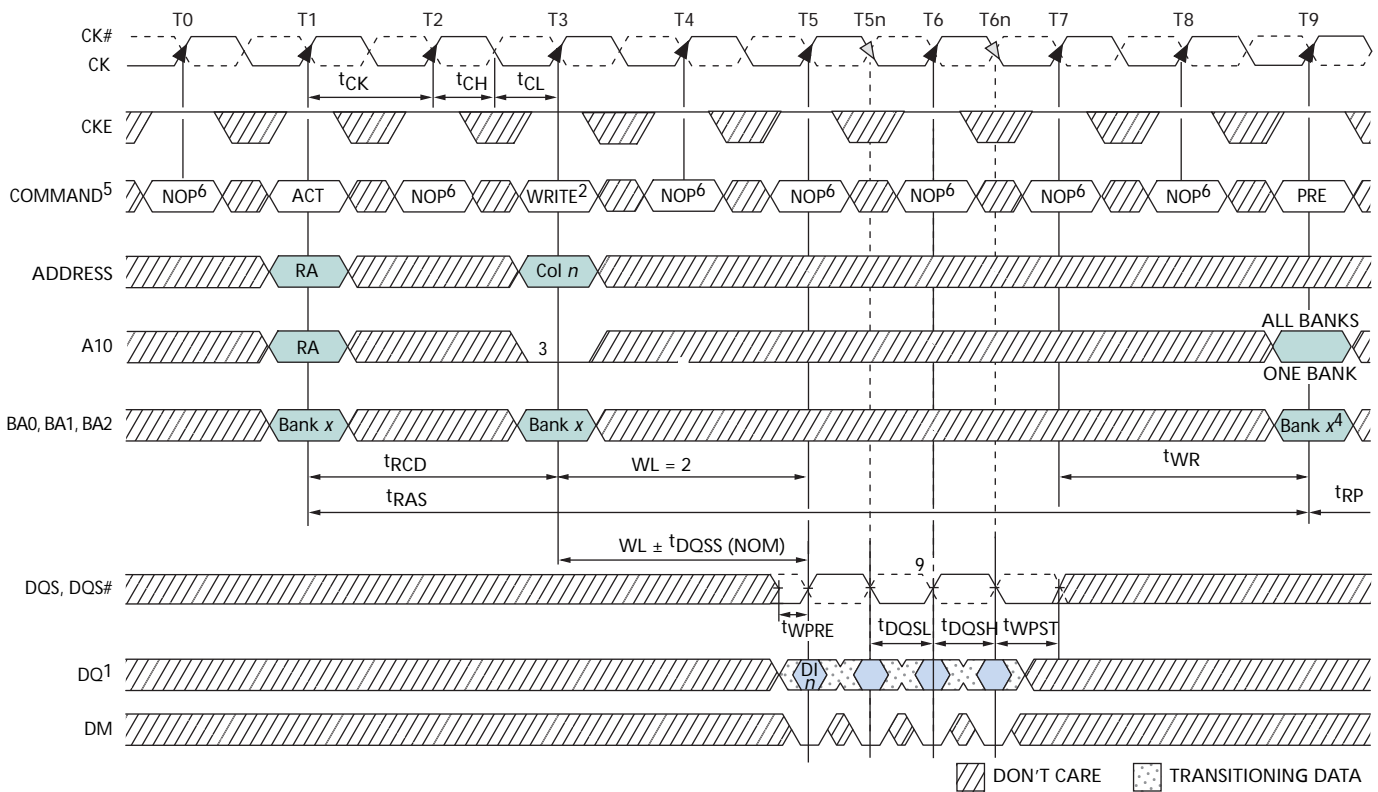 T0 T1 T2 T3 T4 T5 T5n T6 T6n T7 T8 T9
CK#
CK
tCK tCH tCL
CKE
COMMAND5 NOP6 ACT NOP6 WRITE2 NOP6 NOP6 NOP6 NOP6 NOP6 PRE
ADDRESS RA Col n
ALL BANKS
A10 RA 3
ONE BANK
BA0, BA1, BA2 Bank x Bank x Bank x4
tRCD WL = 2 tWR
tRAS tRP
WL ± tDQSS (NOM)
9
DQS, DQS#
tWPRE tDQSL tDQSH tWPST
DQ1 DI
n
DM
DON'T CARE TRANSITIONING DATA